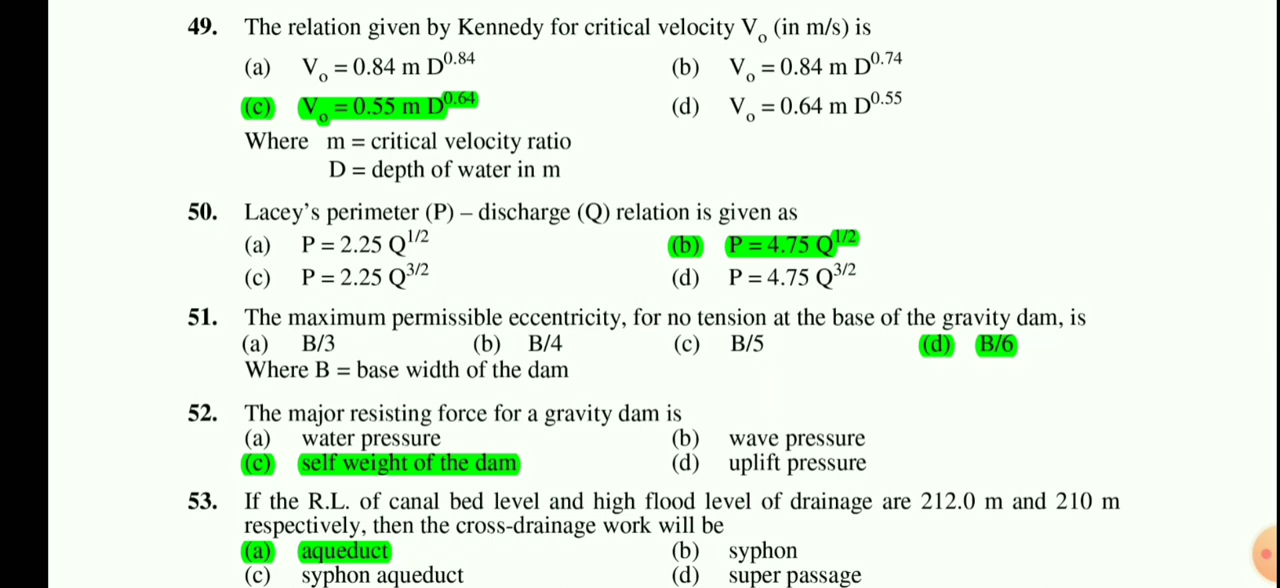 49. The relation given by Kennedy for critical velocity Vₒ (in m/s) is
(a) Vₒ = 0.84 m D^0.84 (b) Vₒ = 0.84 m D^0.74
(c) Vₒ = 0.55 m D^0.64 (d) Vₒ = 0.64 m D^0.55
Where m = critical velocity ratio
D = depth of water in m
50. Lacey's perimeter (P) – discharge (Q) relation is given as
(a) P = 2.25 Q^1/2 (b) P = 4.75 Q^1/2
(c) P = 2.25 Q^3/2 (d) P = 4.75 Q^3/2
51. The maximum permissible eccentricity, for no tension at the base of the gravity dam, is
(a) B/3 (b) B/4 (c) B/5 (d) B/6
Where B = base width of the dam
52. The major resisting force for a gravity dam is
(a) water pressure (b) wave pressure
(c) self weight of the dam (d) uplift pressure
53. If the R.L. of canal bed level and high flood level of drainage are 212.0 m and 210 m
respectively, then the cross-drainage work will be
(a) aqueduct (b) syphon
(c) syphon aqueduct (d) super passage